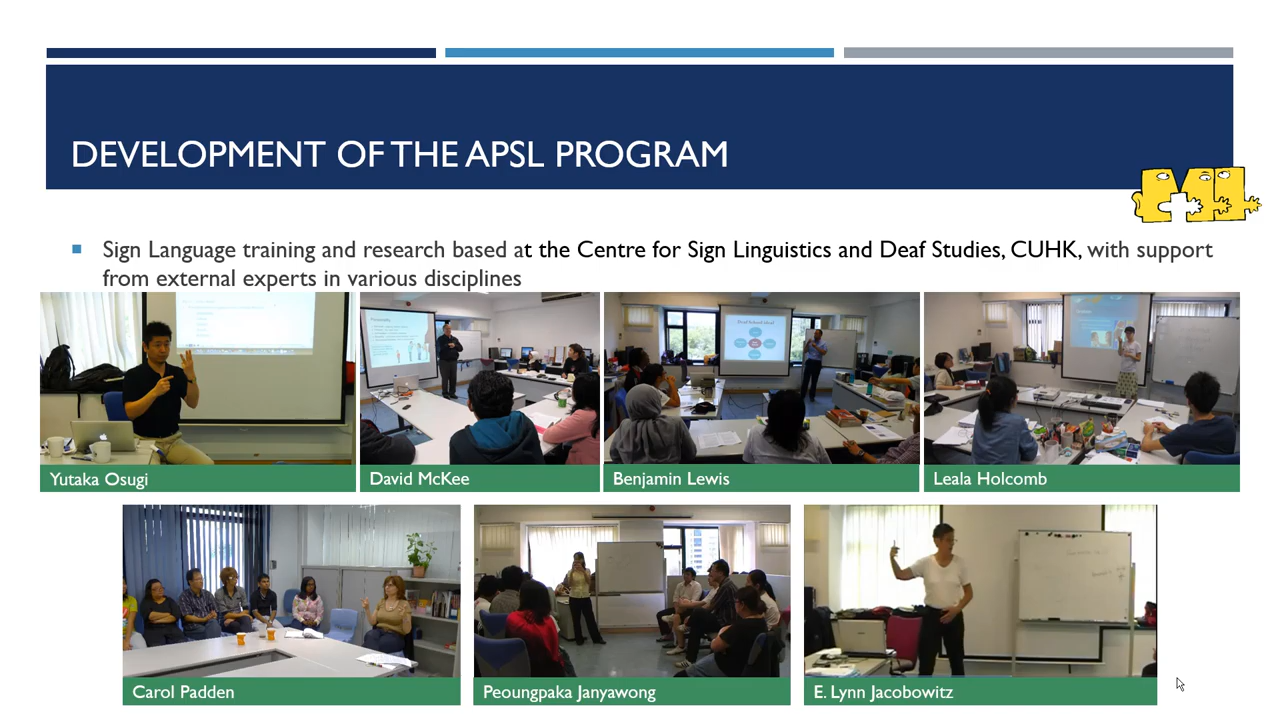 DEVELOPMENT OF THE APSL PROGRAM
Sign Language training and research based at the Centre for Sign Linguistics and Deaf Studies, CUHK, with support
from external experts in various disciplines
Yutaka Osugi
David McKee
Benjamin Lewis
Leala Holcomb
Carol Padden
Peoungpaka Janyawong
E. Lynn Jacobowitz